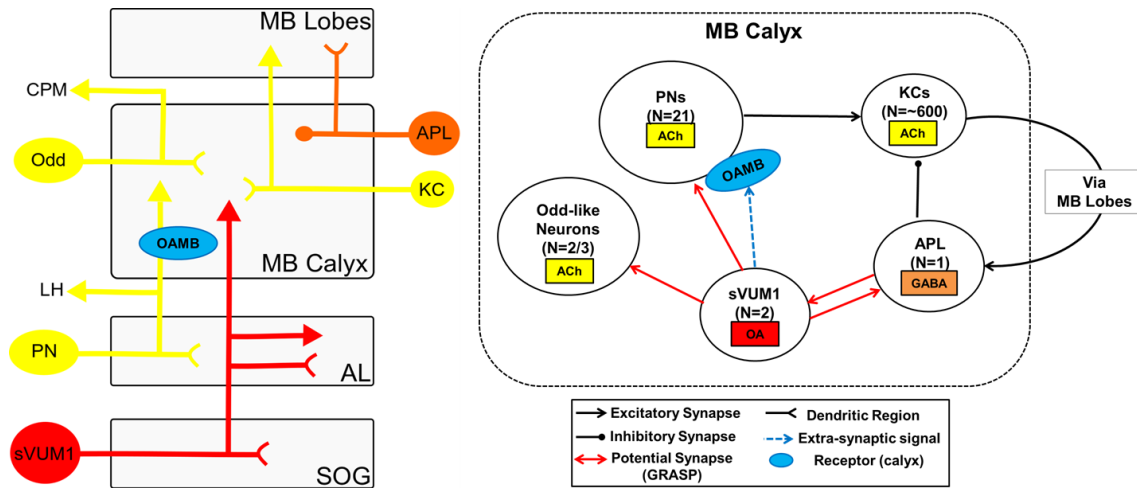 MB Lobes
CPM
APL
Odd
KC
OAMB
MB Calyx
LH
PN
AL
sVUM1
SOG
MB Calyx
PNs
(N=21)
ACh
KCs
(N=~600)
ACh
OAMB
Via
MB Lobes
Odd-like
Neurons
(N=2/3)
ACh
APL
(N=1)
GABA
sVUM1
(N=2)
OA
Excitatory Synapse
Dendritic Region
Inhibitory Synapse
Extra-synaptic signal
Potential Synapse
(GRASP)
Receptor (calyx)